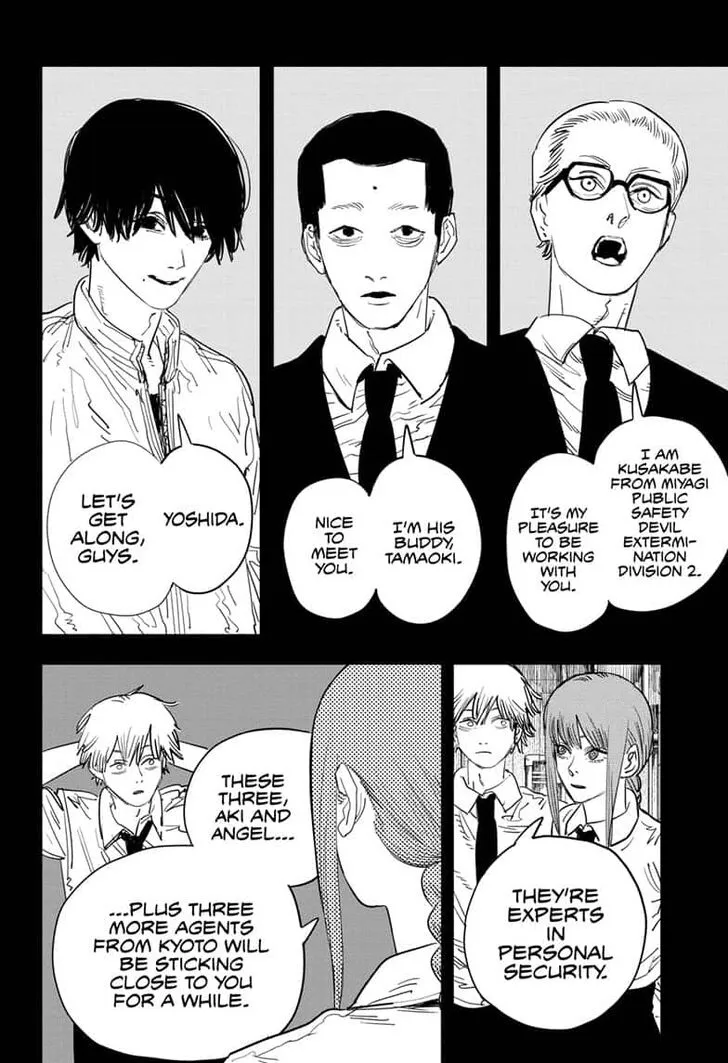 I AM
KUSAKABE
FROM MIYAGI
PUBLIC
SAFETY
DEVIL
EXTERMI-
NATION
DIVISION 2.
IT'S MY
PLEASURE
TO BE
WORKING
WITH
YOU.
I'M HIS
BUDDY,
TAMAOKI.
NICE
TO
MEET
YOU.
YOSHIDA.
LET'S
GET
ALONG,
GUYS.
THEY'RE
EXPERTS
IN
PERSONAL
SECURITY.
THESE
THREE,
AKI AND
ANGEL...
...PLUS THREE
MORE AGENTS
FROM KYOTO WILL
BE STICKING
CLOSE TO YOU
FOR A WHILE.